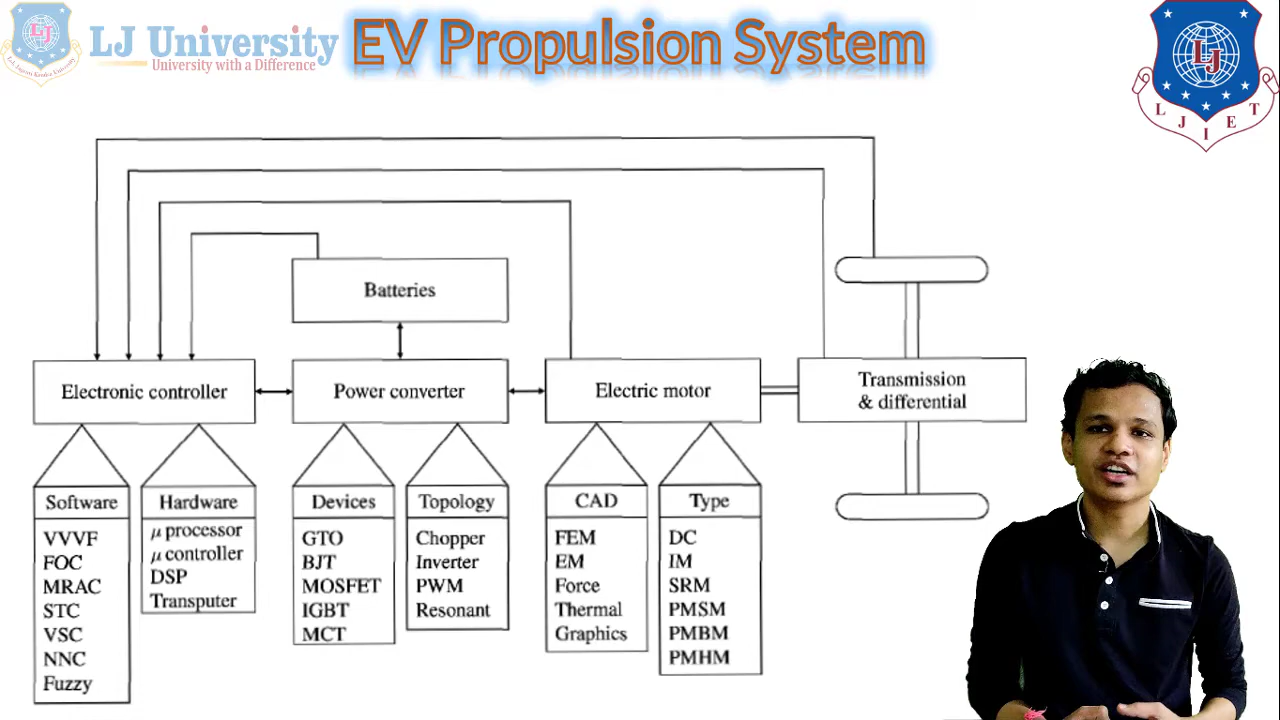 LJ University
University with a Difference
EV Propulsion System
LJ
L J I E T
Batteries
Electronic controller
Power converter
Electric motor
Transmission
& differential
Software
VVVF
FOC
MRAC
STC
VSC
NNC
Fuzzy
Hardware
μ processor
μ controller
DSP
Transputer
Devices
GTO
BJT
MOSFET
IGBT
MCT
Topology
Chopper
Inverter
PWM
Resonant
CAD
FEM
EM
Force
Thermal
Graphics
Type
DC
IM
SRM
PMSM
PMBM
PMHM